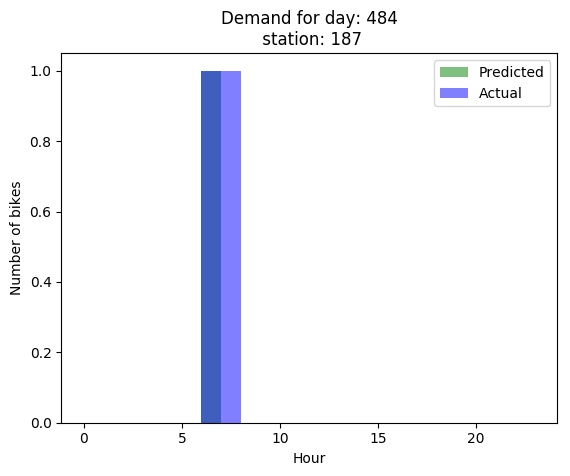 Demand for day: 484
station: 187
Predicted
Actual
Number of bikes
1.0
0.8
0.6
0.4
0.2
0.0
0
5
10
15
20
Hour